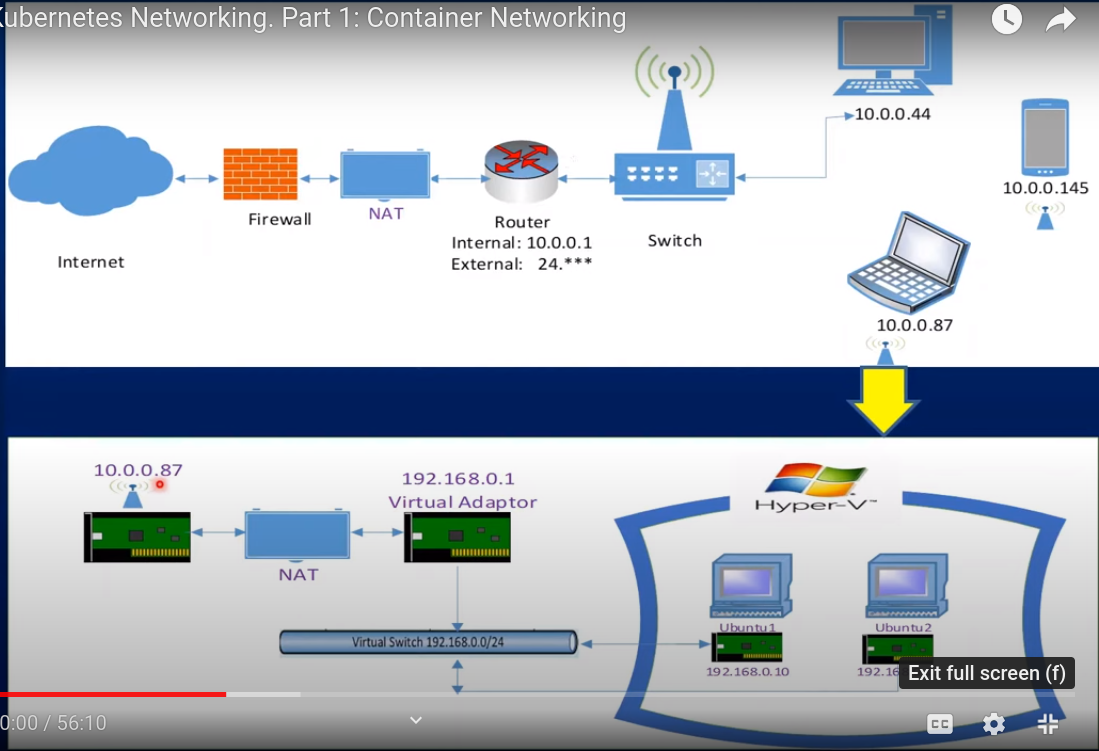 Kubernetes Networking. Part 1: Container Networking
10.0.0.44
10.0.0.145
Firewall
NAT
Router
Internal: 10.0.0.1
External: 24.***
Switch
Internet
10.0.0.87
10.0.0.87
192.168.0.1
Virtual Adaptor
Hyper-V™
NAT
Ubuntu1
Ubuntu2
Virtual Switch 192.168.0.0/24
192.168.0.10
Exit full screen (f)
0:00 / 56:10
CC